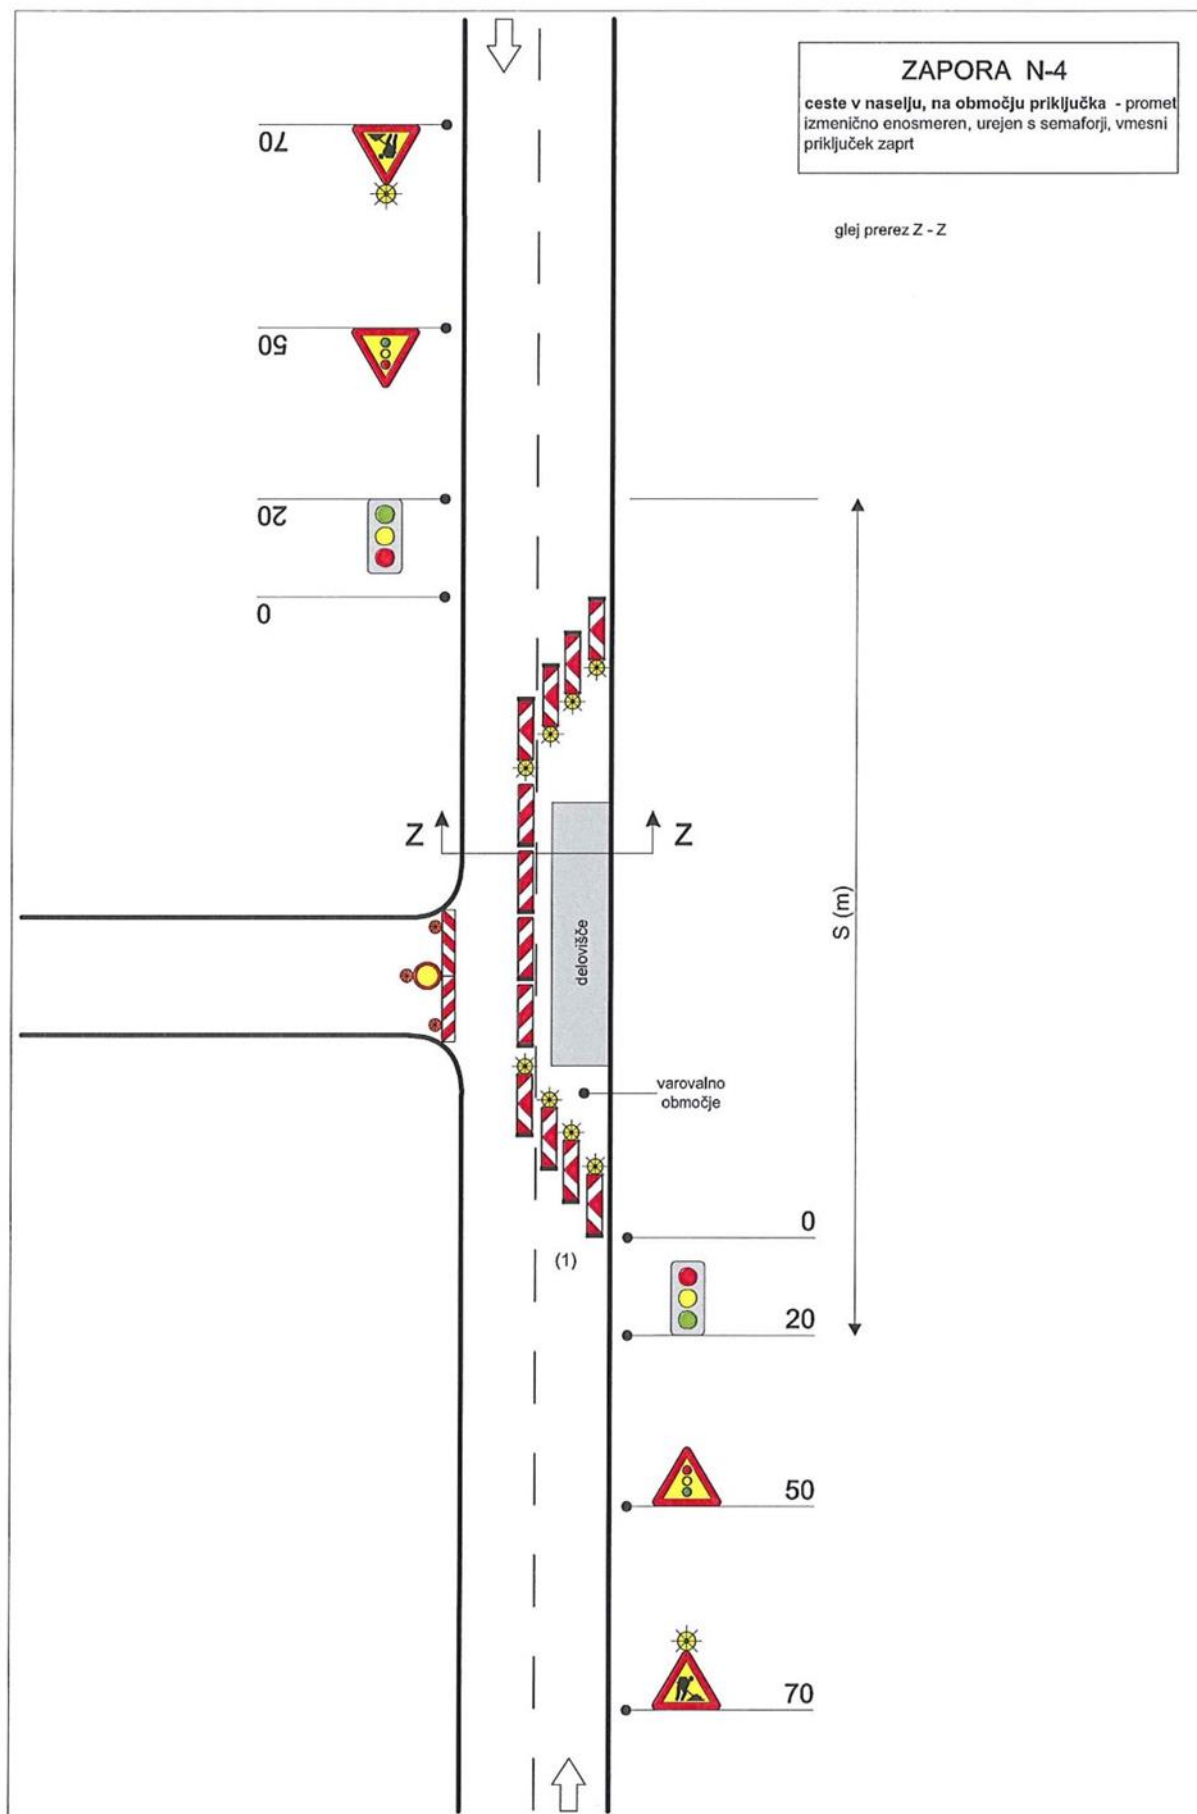 ZAPORA N-4
ceste v naselju, na območju priključka - promet
izmenično enosmeren, urejen s semaforji, vmesni
priključek zaprt
glej prerez Z - Z
70
50
20
0
Z
Z
delovišče
S (m)
varovalno
območje
0
(1)
20
50
70